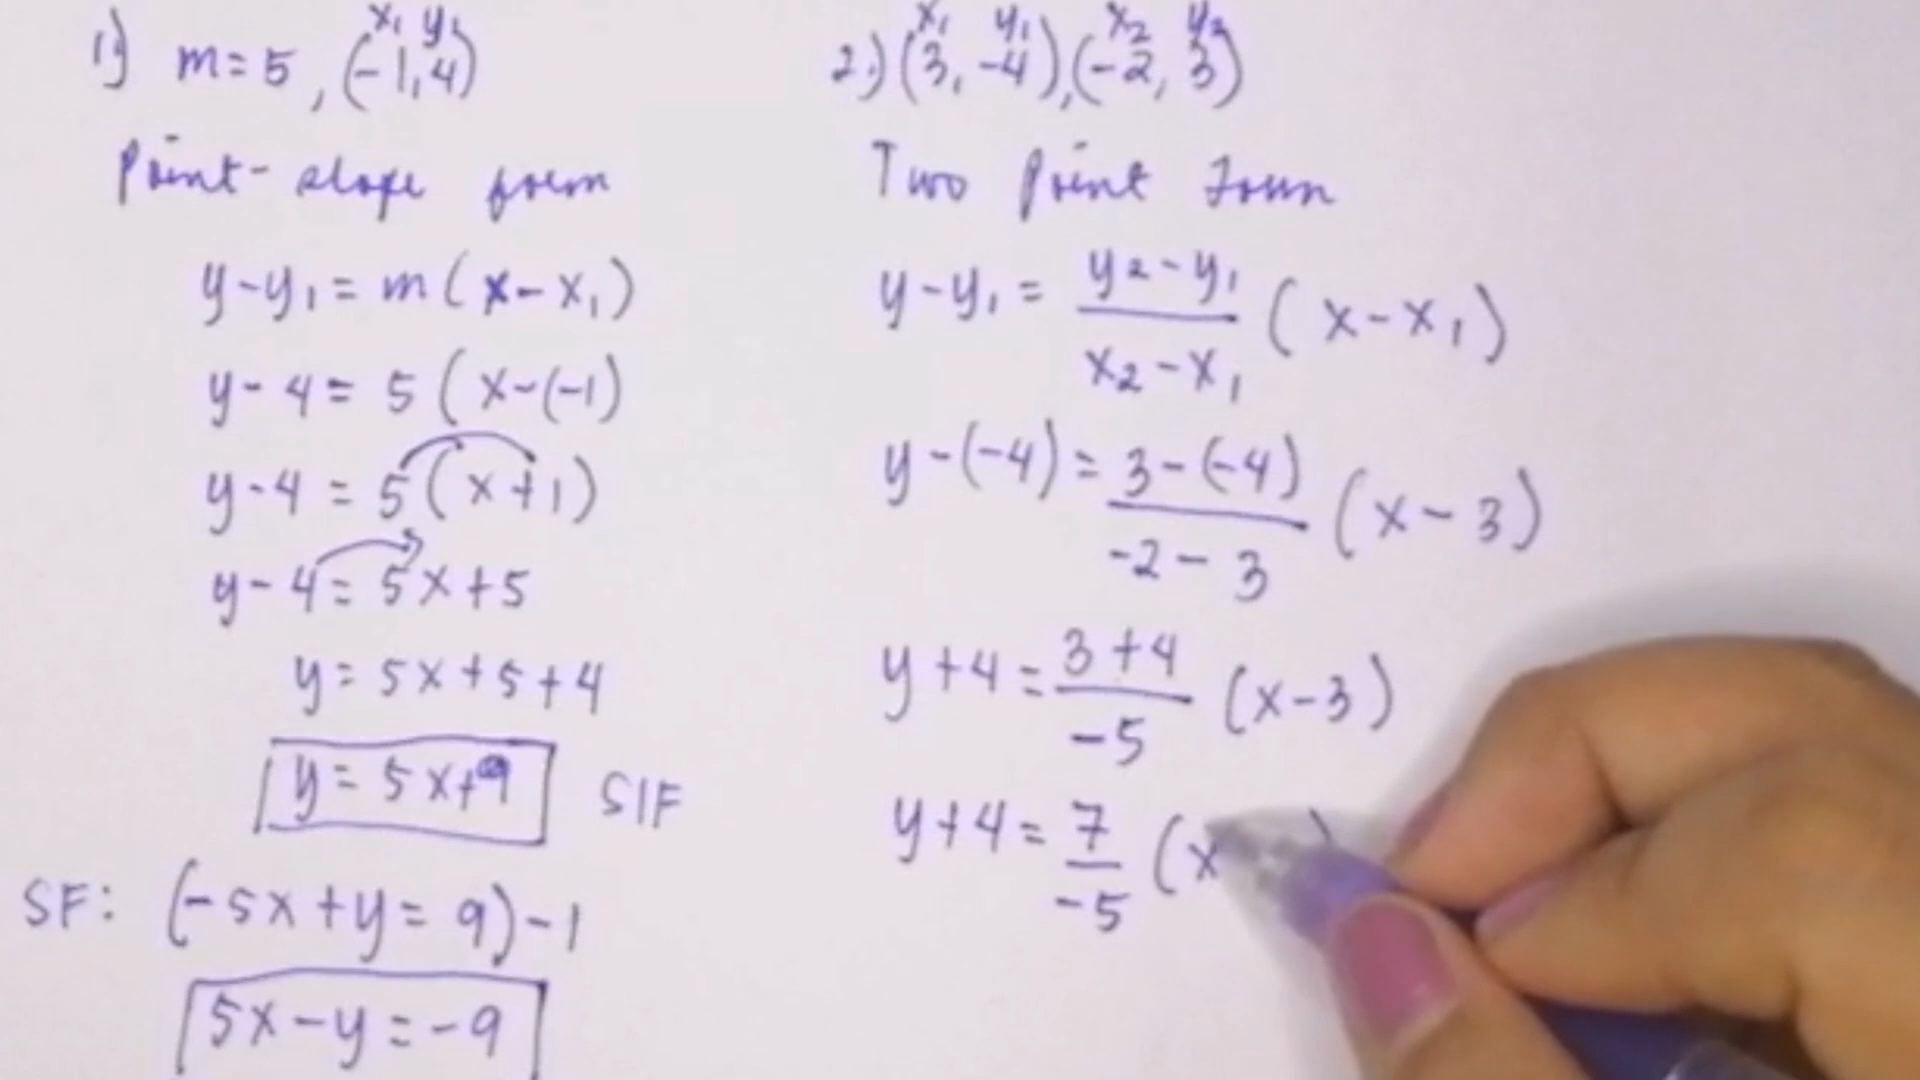 1.) m = 5 , (-1, 4)
x₁ y₁
Point-slope form
y - y₁ = m ( x - x₁ )
y - 4 = 5 ( x - (-1)
y - 4 = 5 ( x + 1 )
y - 4 = 5x + 5
y = 5x + 5 + 4
y = 5x + 9 SIF
SF: (-5x + y = 9) - 1
5x - y = -9
x₁ y₁ x₂ y₂
2.) (3, -4), (-2, 3)
Two Point Form
y - y₁ = y₂ - y₁ / x₂ - x₁ ( x - x₁ )
y - (-4) = 3 - (-4) / -2 - 3 ( x - 3 )
y + 4 = 3 + 4 / -5 ( x - 3 )
y + 4 = 7 / -5 ( x )